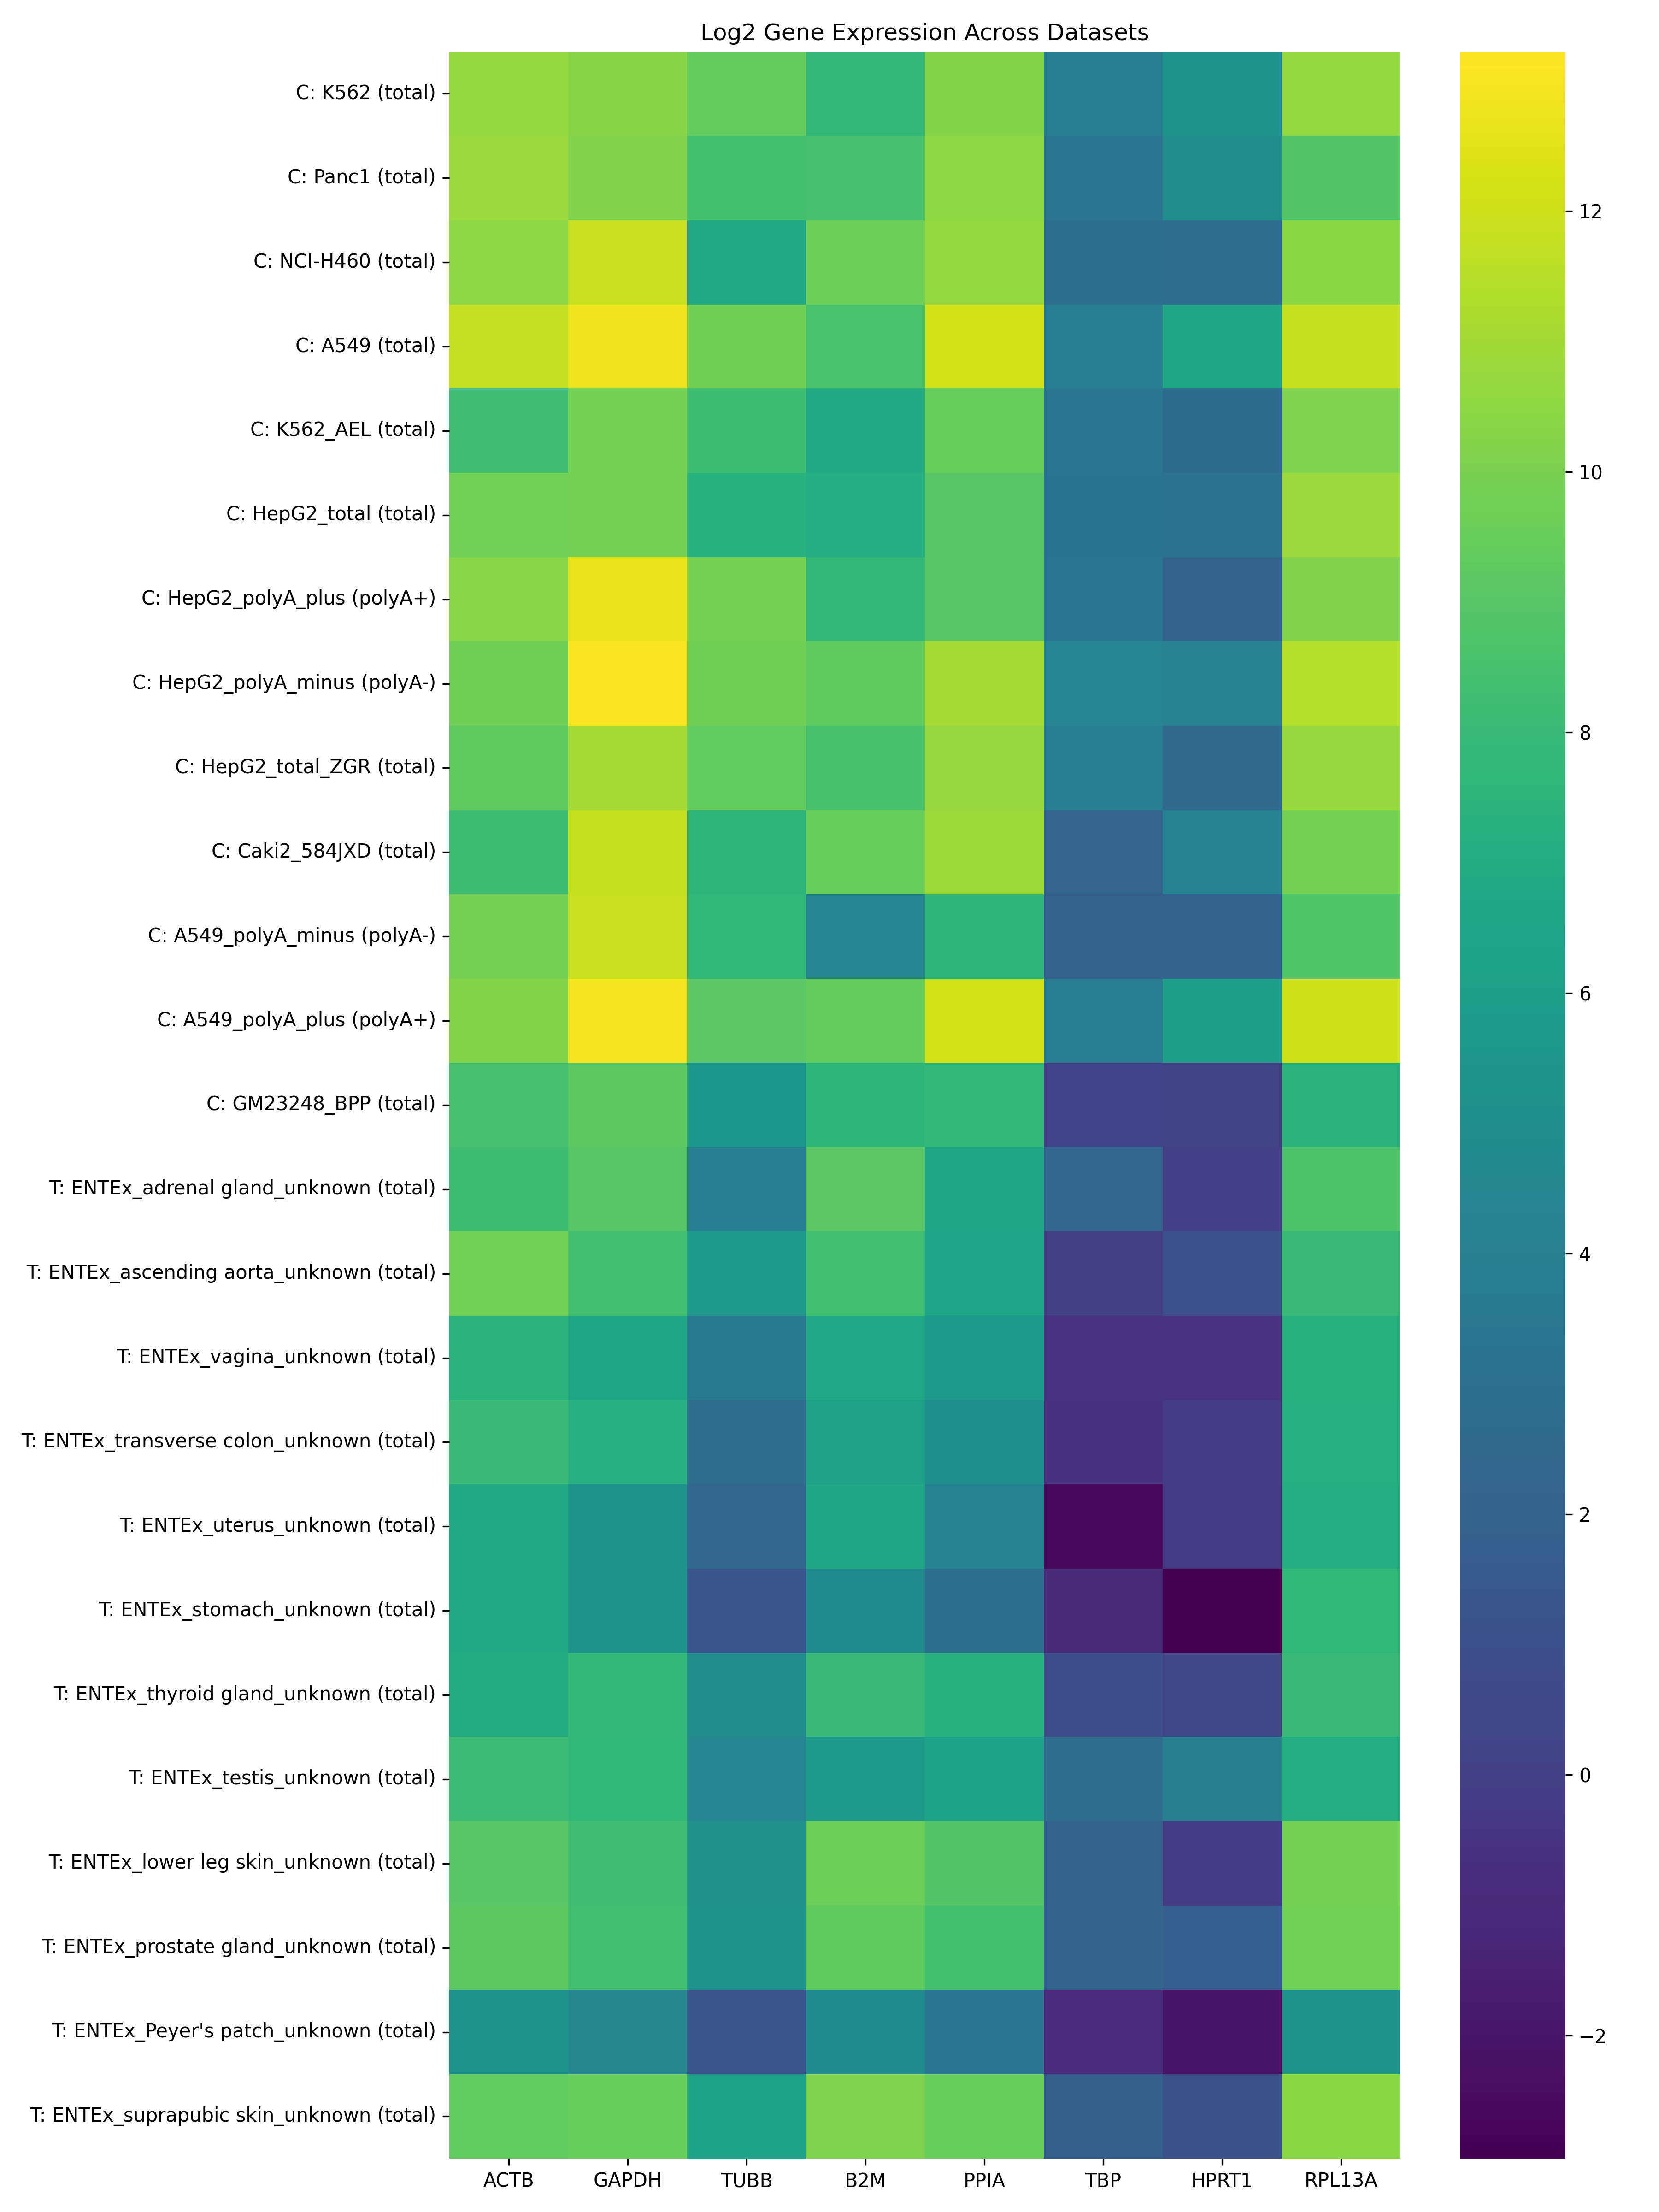 Log2 Gene Expression Across Datasets
C: K562 (total)
C: Panc1 (total)
C: NCI-H460 (total)
C: A549 (total)
C: K562_AEL (total)
C: HepG2_total (total)
C: HepG2_polyA_plus (polyA+)
C: HepG2_polyA_minus (polyA-)
C: HepG2_total_ZGR (total)
C: Caki2_584JXD (total)
C: A549_polyA_minus (polyA-)
C: A549_polyA_plus (polyA+)
C: GM23248_BPP (total)
T: ENTEx_adrenal gland_unknown (total)
T: ENTEx_ascending aorta_unknown (total)
T: ENTEx_vagina_unknown (total)
T: ENTEx_transverse colon_unknown (total)
T: ENTEx_uterus_unknown (total)
T: ENTEx_stomach_unknown (total)
T: ENTEx_thyroid gland_unknown (total)
T: ENTEx_testis_unknown (total)
T: ENTEx_lower leg skin_unknown (total)
T: ENTEx_prostate gland_unknown (total)
T: ENTEx_Peyer's patch_unknown (total)
T: ENTEx_suprapubic skin_unknown (total)
ACTB GAPDH TUBB B2M PPIA TBP HPRT1 RPL13A
12
10
8
6
4
2
0
−2